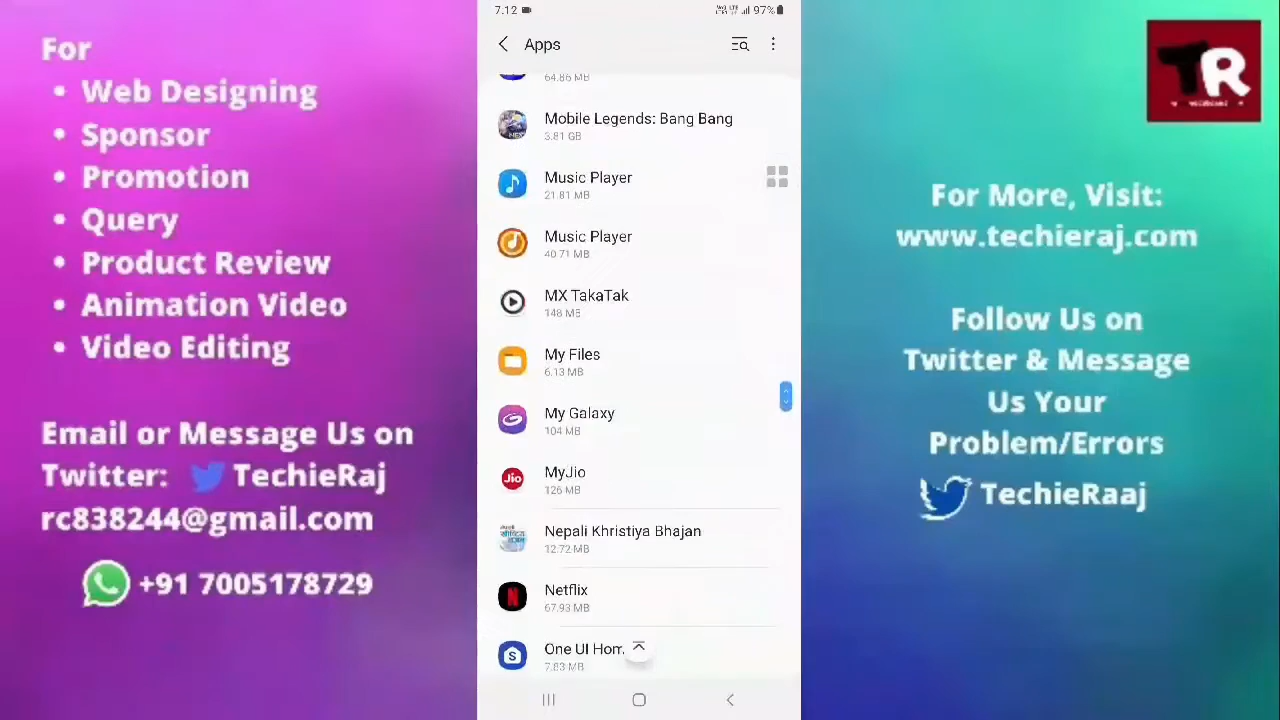 For
• Web Designing
• Sponsor
• Promotion
• Query
• Product Review
• Animation Video
• Video Editing
Email or Message Us on
Twitter: TechieRaj
rc838244@gmail.com
+91 7005178729
7.12
97%
Apps
64.86 MB
Mobile Legends: Bang Bang
3.81 GB
Music Player
21.81 MB
Music Player
40.71 MB
MX TakaTak
148 MB
My Files
6.13 MB
My Galaxy
104 MB
Jio
MyJio
126 MB
Nepali Khristiya Bhajan
12.72 MB
Netflix
67.93 MB
One UI Hom
7.83 MB
TR
For More, Visit:
www.techieraj.com
Follow Us on
Twitter & Message
Us Your
Problem/Errors
TechieRaaj